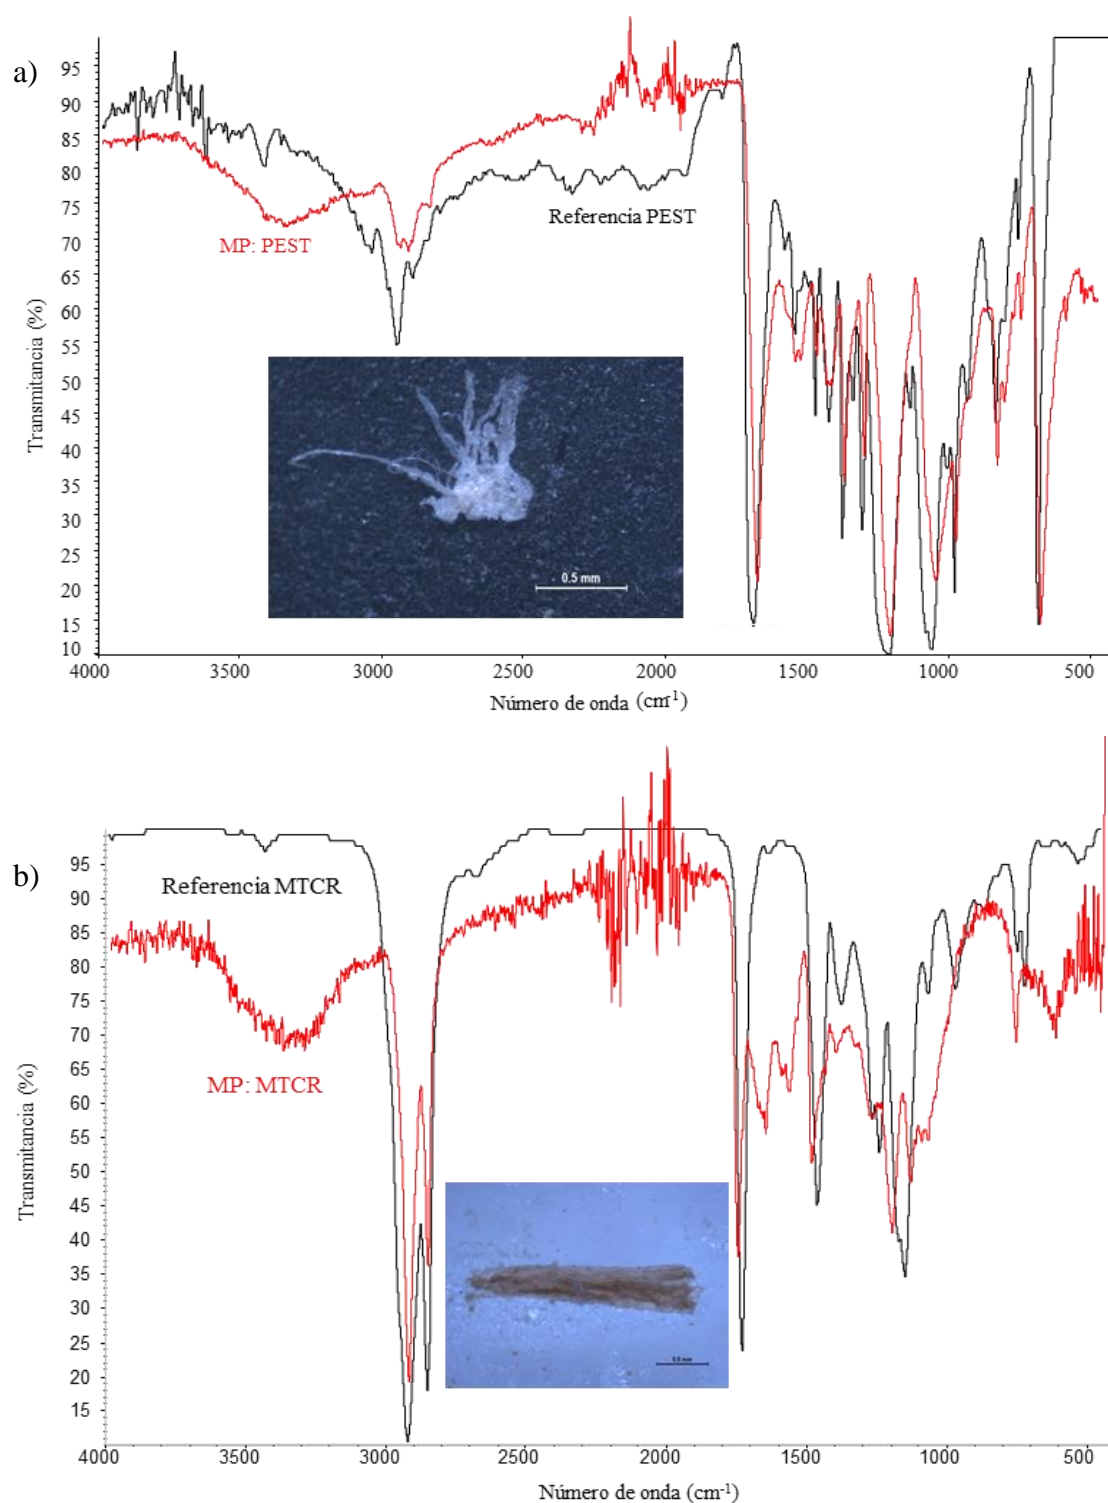 a)
95
90
85
80
75
70
65
60
55
50
45
40
35
30
25
20
15
10
Transmitancia (%)
Referencia PEST
MP: PEST
0.5 mm
4000 3500 3000 2500 2000 1500 1000 500
Número de onda (cm-1)
b)
95
90
85
80
75
70
65
60
55
50
45
40
35
30
25
20
15
Transmitancia (%)
Referencia MTCR
MP: MTCR
0.5 mm
4000 3500 3000 2500 2000 1500 1000 500
Número de onda (cm-1)